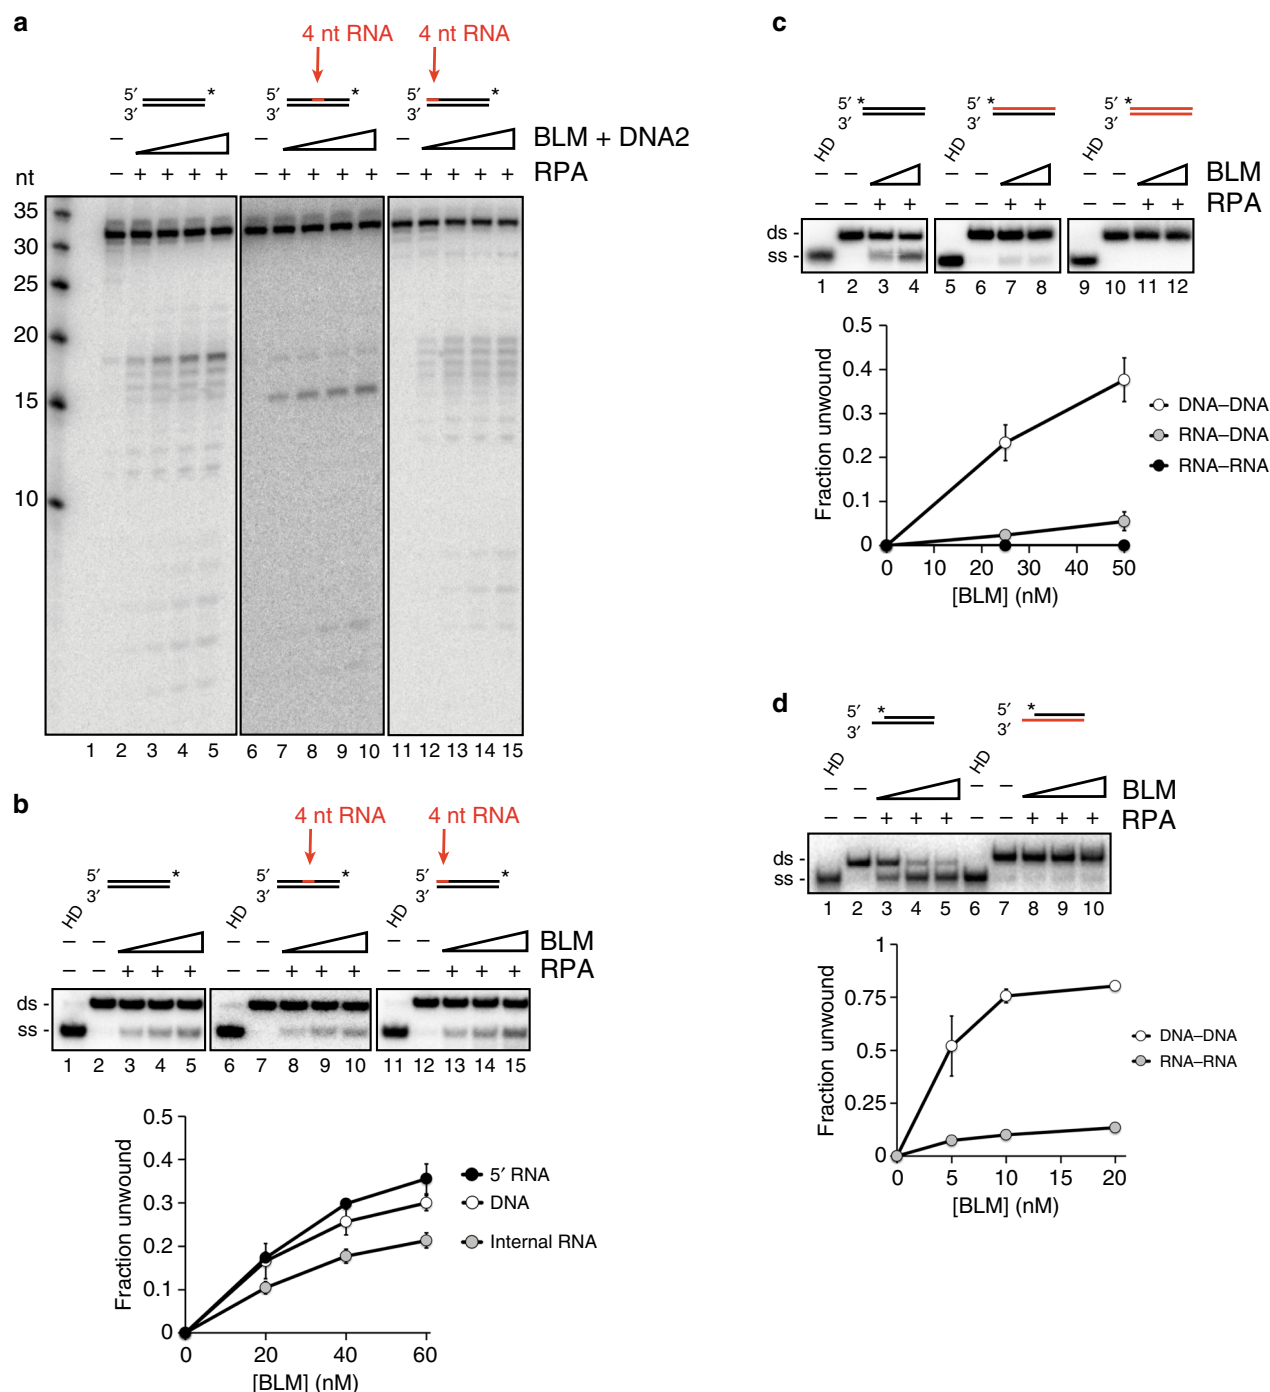 a
4 nt RNA 4 nt RNA
5′ * 5′ * 5′ *
3′ 3′ 3′
– – – BLM + DNA2
nt – + + + + – + + + + – + + + + RPA
35
30
25
20
15
10
1 2 3 4 5 6 7 8 9 10 11 12 13 14 15
b
4 nt RNA 4 nt RNA
5′ * 5′ * 5′ *
3′ 3′ 3′
HD HD HD
– – – – – – BLM
– – + + + – – + + + – – + + + RPA
ds -
ss -
1 2 3 4 5 6 7 8 9 10 11 12 13 14 15
0.5
0.4
0.3
0.2
0.1
0
Fraction unwound
0 20 40 60
[BLM] (nM)
5′ RNA
DNA
Internal RNA
c
5′ * 5′ * 5′ *
3′ 3′ 3′
HD HD HD
– – – – – – BLM
– – + + – – + + – – + + RPA
ds -
ss -
1 2 3 4 5 6 7 8 9 10 11 12
0.5
0.4
0.3
0.2
0.1
0
Fraction unwound
0 10 20 30 40 50
[BLM] (nM)
DNA–DNA
RNA–DNA
RNA–RNA
d
5′ * 5′ *
3′ 3′
HD HD
– – – – BLM
– – + + + – – + + + RPA
ds -
ss -
1 2 3 4 5 6 7 8 9 10
1
0.75
0.5
0.25
0
Fraction unwound
0 5 10 15 20
[BLM] (nM)
DNA–DNA
RNA–RNA